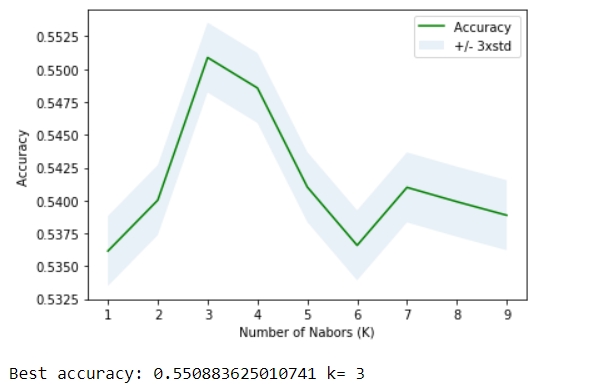 Accuracy
+/- 3xstd
0.5525
0.5500
0.5475
0.5450
0.5425
0.5400
0.5375
0.5350
0.5325
Accuracy
1 2 3 4 5 6 7 8 9
Number of Nabors (K)
Best accuracy: 0.550883625010741 k= 3